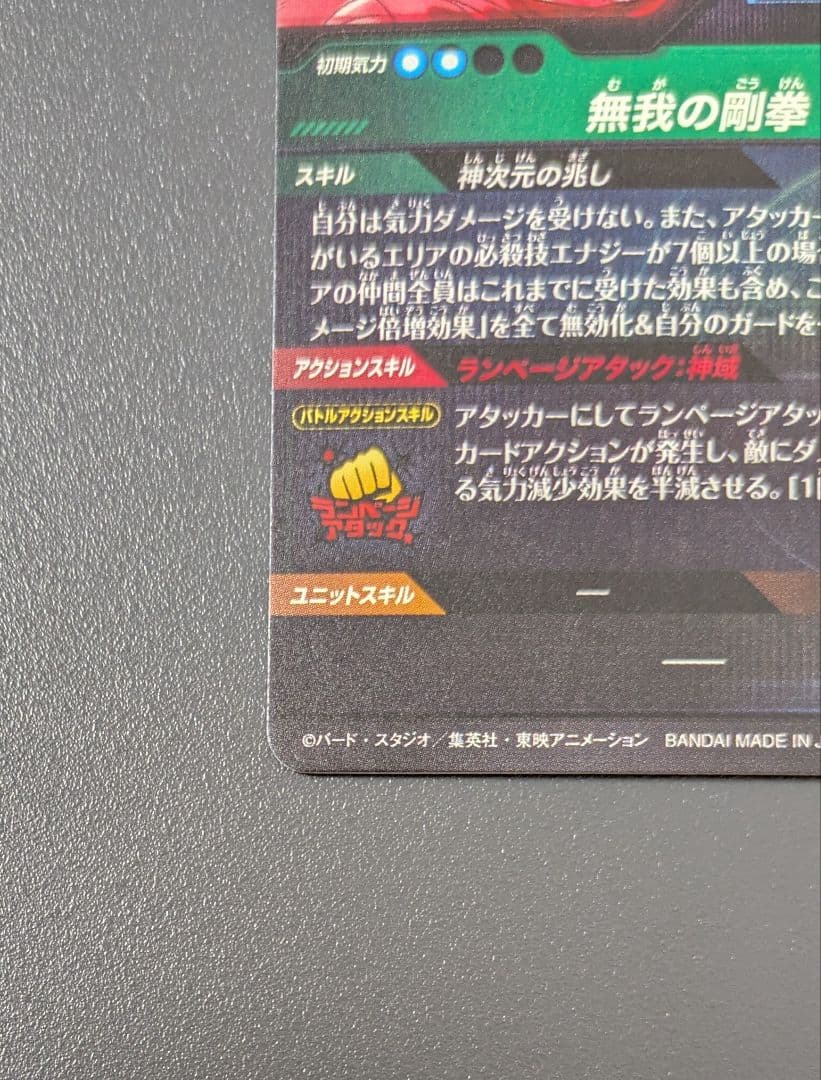 初期気力
無我の剛拳
スキル 神次元の兆し
自分は気力ダメージを受けない。また、アタッカー
がいるエリアの必殺技エナジーが7個以上の場
アの仲間全員はこれまでに受けた効果も含め、こ
メージ倍増効果」を全て無効化&自分のガードを
アクションスキル ランページアタック:神域
バトルアクションスキル アタッカーにしてランページアタッ
カードアクションが発生し、敵にダ
る気力減少効果を半減させる。[1
ランページ
アタック
ユニットスキル ー
ー
©バード・スタジオ/集英社・東映アニメーション BANDAI MADE IN